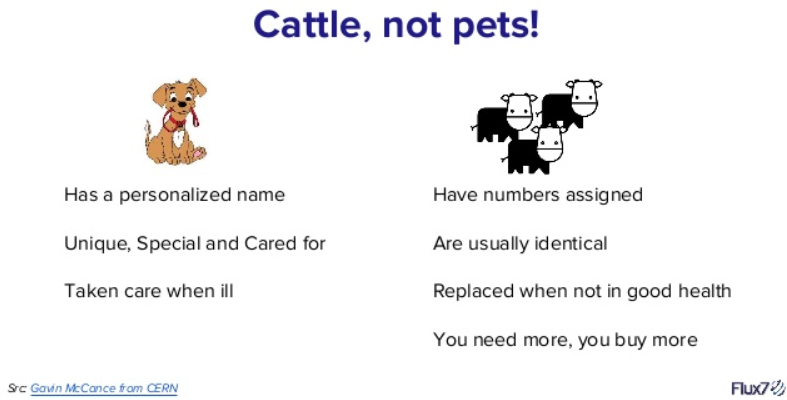 Cattle, not pets!
Has a personalized name
Unique, Special and Cared for
Taken care when ill
Have numbers assigned
Are usually identical
Replaced when not in good health
You need more, you buy more
Src: Gavin McCance from CERN
Flux7